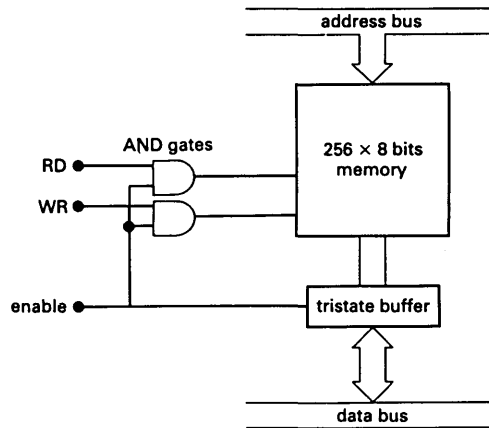 address bus
AND gates
256 × 8 bits
memory
RD
WR
enable
tristate buffer
data bus